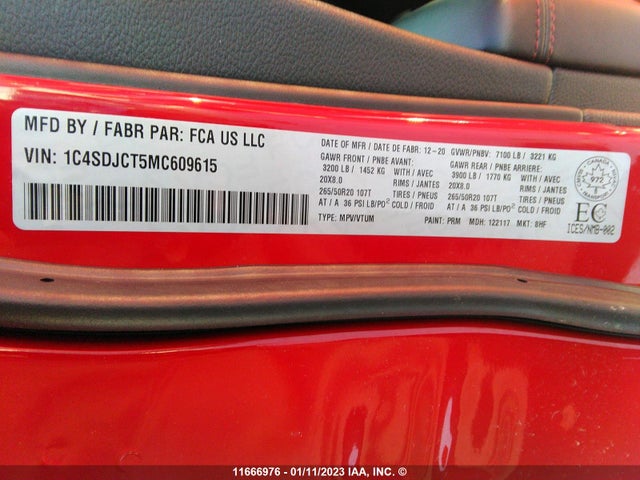 MFD BY / FABR PAR: FCA US LLC
VIN: 1C4SDJCT5MC609615
DATE OF MFR / DATE DE FABR: 12-20 GVWR/PNBV: 7100 LB / 3221 KG
GAWR FRONT / PNBE AVANT GAWR REAR / PNBE ARRIERE:
3200 LB / 1452 KG WITH / AVEC 3900 LB / 1770 KG WITH / AVEC
20X8.0 RIMS / JANTES 20X8.0 RIMS / JANTES
265/50R20 107T TIRES / PNEUS 265/50R20 107T TIRES / PNEUS
AT / A 36 PSI LB/PO² COLD / FROID AT / A 36 PSI LB/PO² COLD / FROID
TYPE: MPV/VTUM PAINT: PRM MDH: 122117 MKT: 8HF
CANADA
972
TRANSPORT
EC
ICES/NMB-002
11666976 - 01/11/2023 IAA, INC. ©